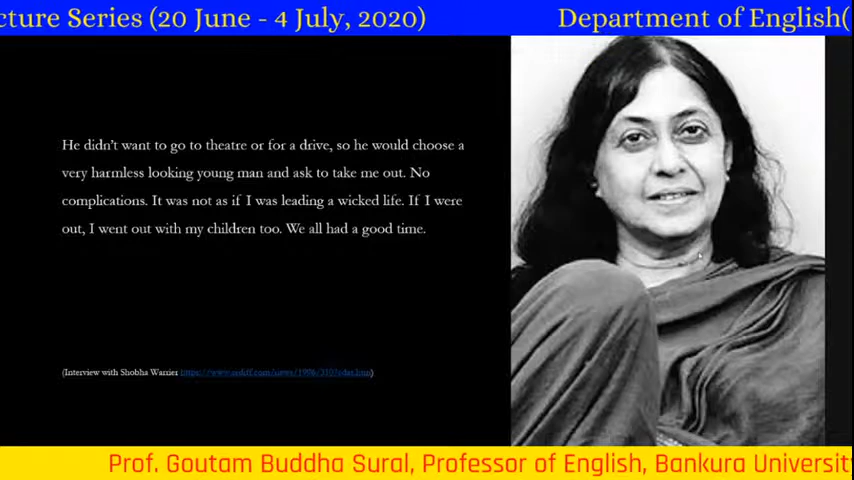 cture Series (20 June - 4 July, 2020)
Department of English(
He didn't want to go to theatre or for a drive, so he would choose a
very harmless looking young man and ask to take me out. No
complications. It was not as if I was leading a wicked life. If I were
out, I went out with my children too. We all had a good time.
(Interview with Shobha Warrier
Prof. Goutam Buddha Sural, Professor of English, Bankura Universit